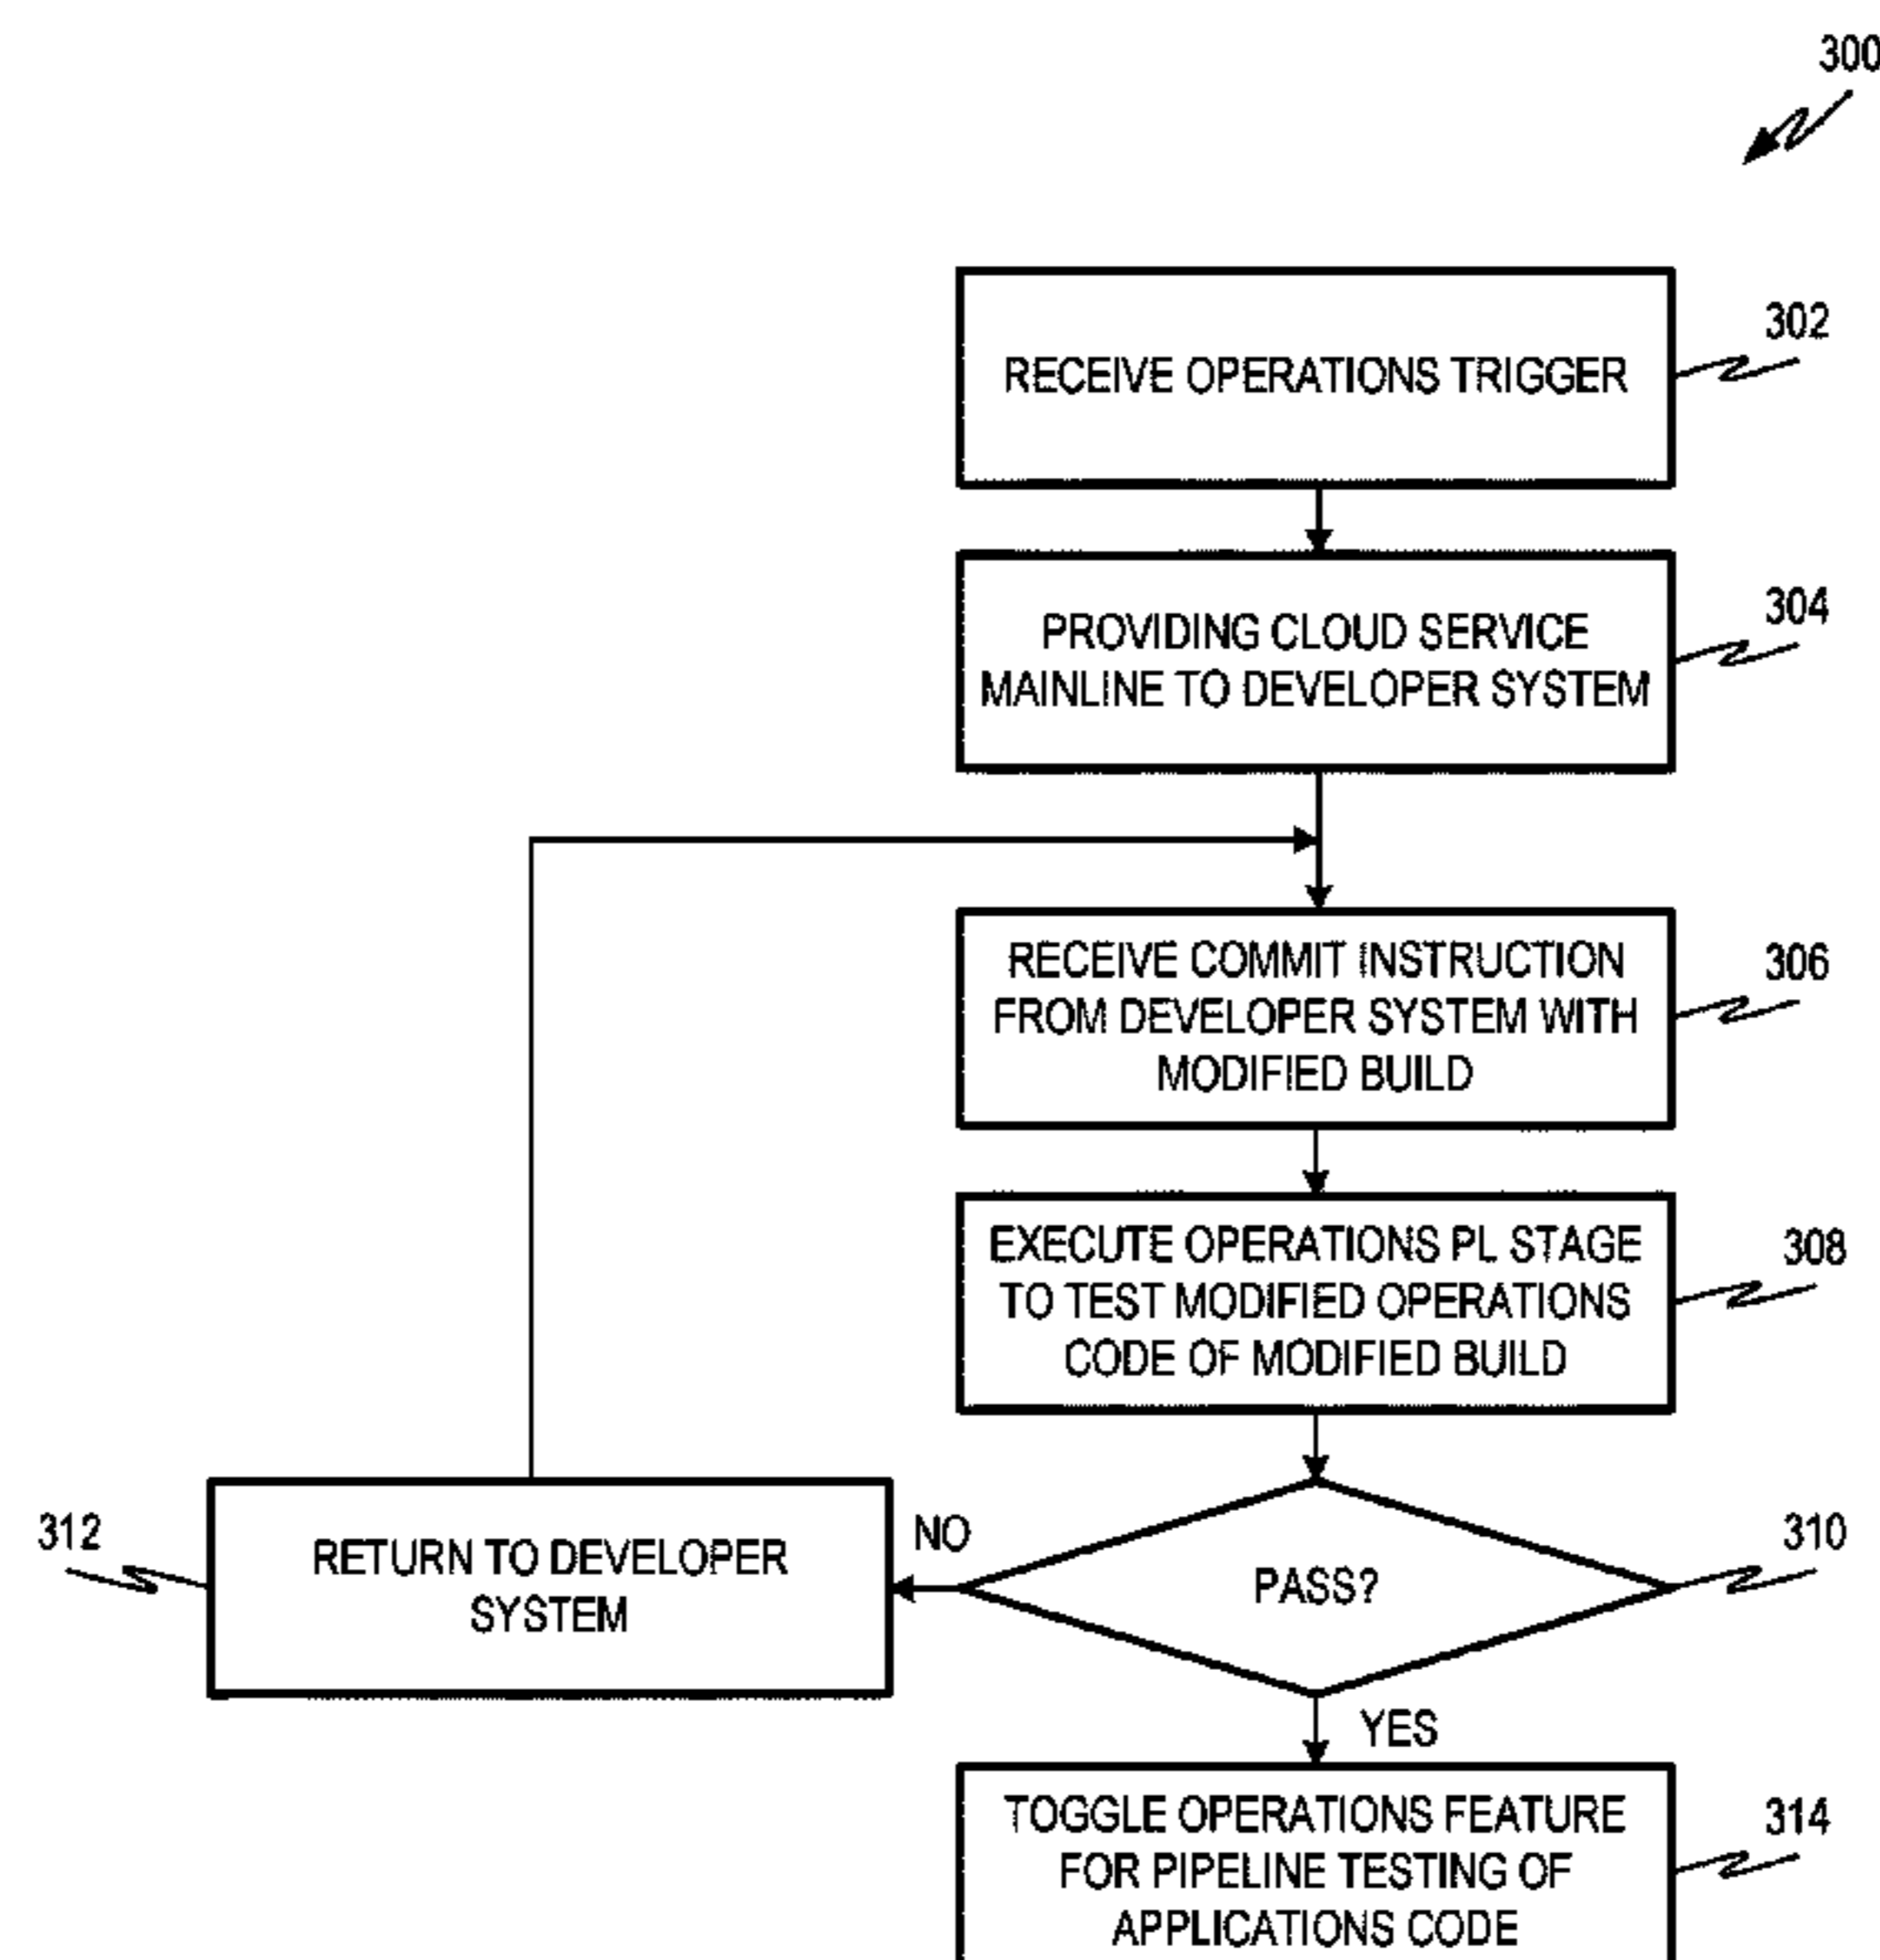 300
RECEIVE OPERATIONS TRIGGER
302
PROVIDING CLOUD SERVICE
MAINLINE TO DEVELOPER SYSTEM
304
RECEIVE COMMIT INSTRUCTION
FROM DEVELOPER SYSTEM WITH
MODIFIED BUILD
306
EXECUTE OPERATIONS PL STAGE
TO TEST MODIFIED OPERATIONS
CODE OF MODIFIED BUILD
308
PASS?
310
NO
RETURN TO DEVELOPER
SYSTEM
312
YES
TOGGLE OPERATIONS FEATURE
FOR PIPELINE TESTING OF
APPLICATIONS CODE
314